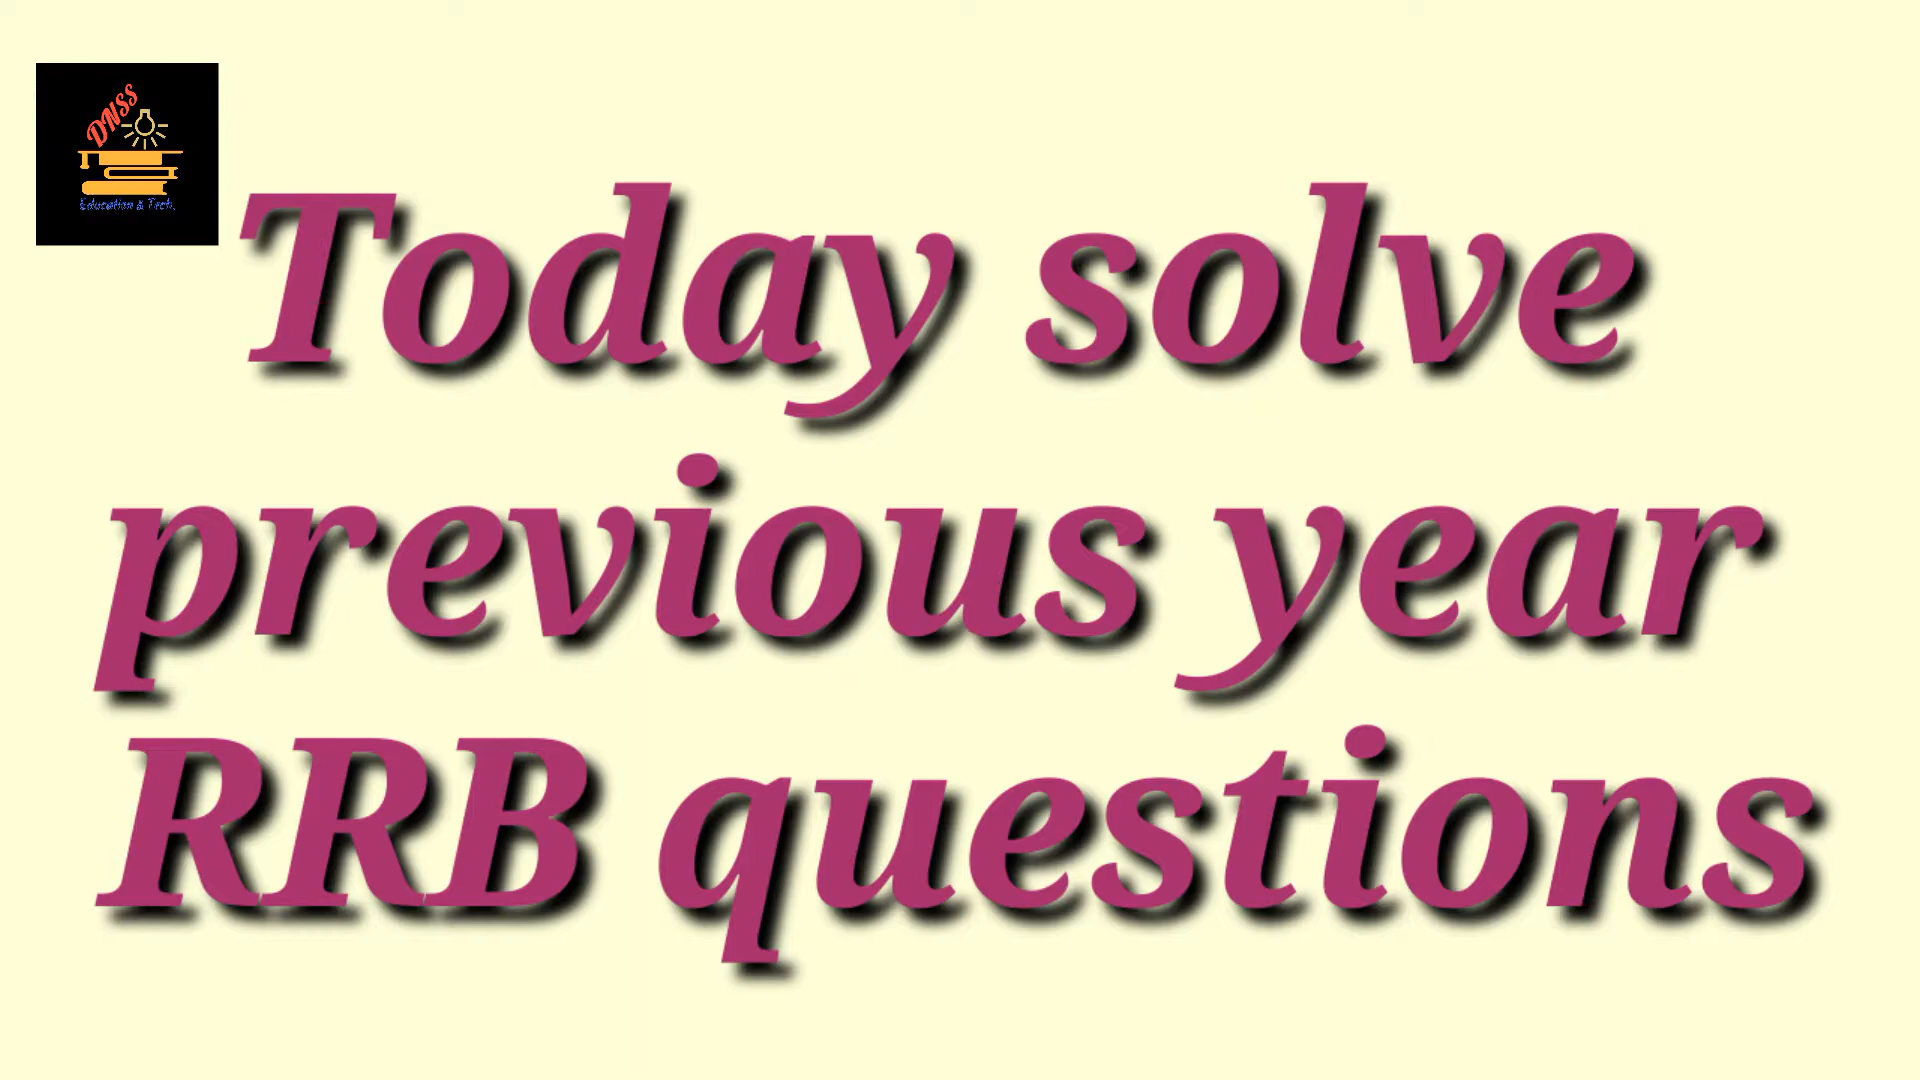 DNSS
Education & Tech.
Today solve
previous year
RRB questions